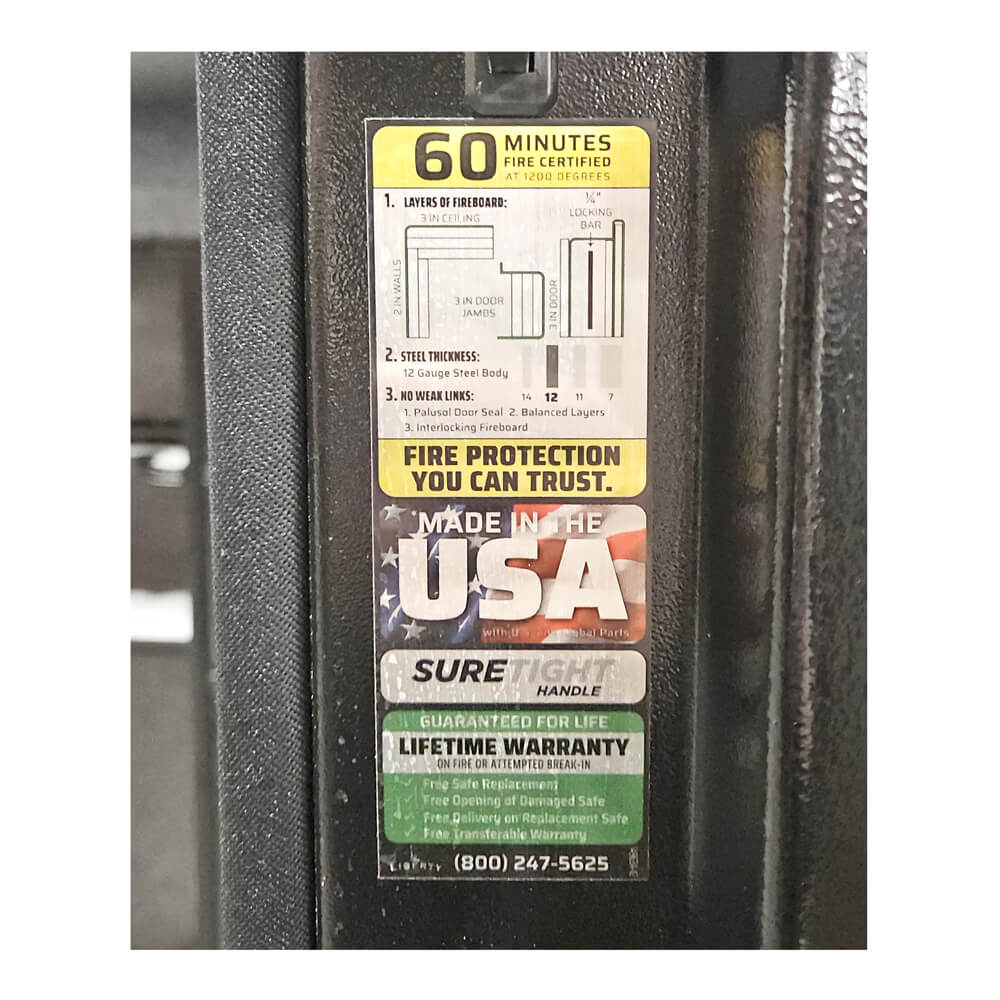 60 MINUTES
FIRE CERTIFIED
AT 1200 DEGREES
1. LAYERS OF FIREBOARD:
3 IN CEILING
2 IN WALLS
3 IN DOOR
JAMBS
3 IN DOOR
¼"
LOCKING
BAR
2. STEEL THICKNESS:
12 Gauge Steel Body
14 12 11 7
3. NO WEAK LINKS:
1. Palusol Door Seal 2. Balanced Layers
3. Interlocking Fireboard
FIRE PROTECTION
YOU CAN TRUST.
MADE IN THE
USA
with U.S. Global Parts
SURETIGHT
HANDLE
GUARANTEED FOR LIFE
LIFETIME WARRANTY
ON FIRE OR ATTEMPTED BREAK-IN
Free Safe Replacement
Free Opening of Damaged Safe
Free Delivery on Replacement Safe
Free Transferable Warranty
LIBERTY (800) 247-5625